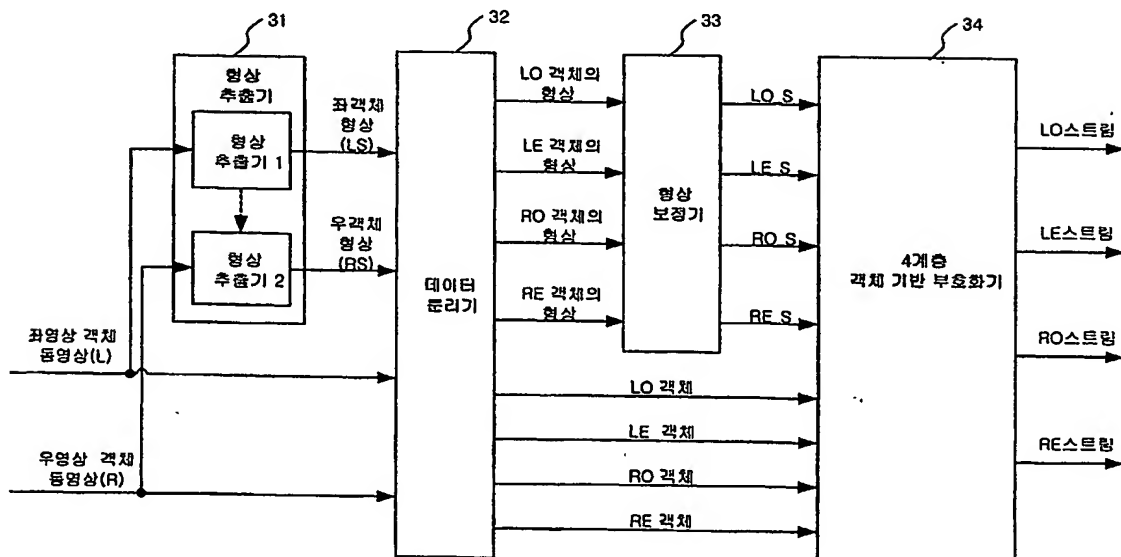 31
32
33
34
형상
추출기
형상
추출기 1
형상
추출기 2
좌객체
형상
(LS)
우객체
형상
(RS)
좌영상 객체
동영상(L)
우영상 객체
동영상(R)
데이터
분리기
LO 객체의
형상
LE 객체의
형상
RO 객체의
형상
RE 객체의
형상
형상
보정기
LO_S
LE_S
RO_S
RE_S
LO 객체
LE 객체
RO 객체
RE 객체
4계층
객체 기반 부호화기
LO스트림
LE스트림
RO스트림
RE스트림